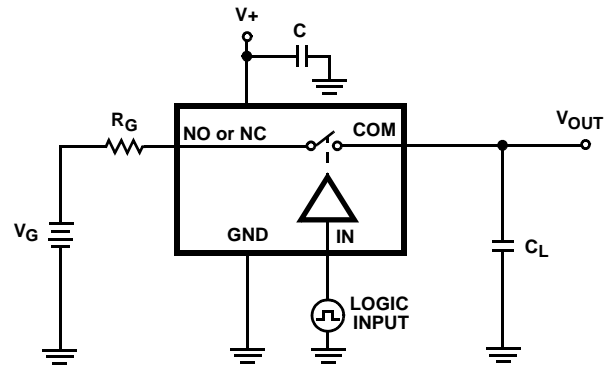 V+
C
RG
NO or NC
COM
VOUT
VG
GND
IN
CL
LOGIC
INPUT